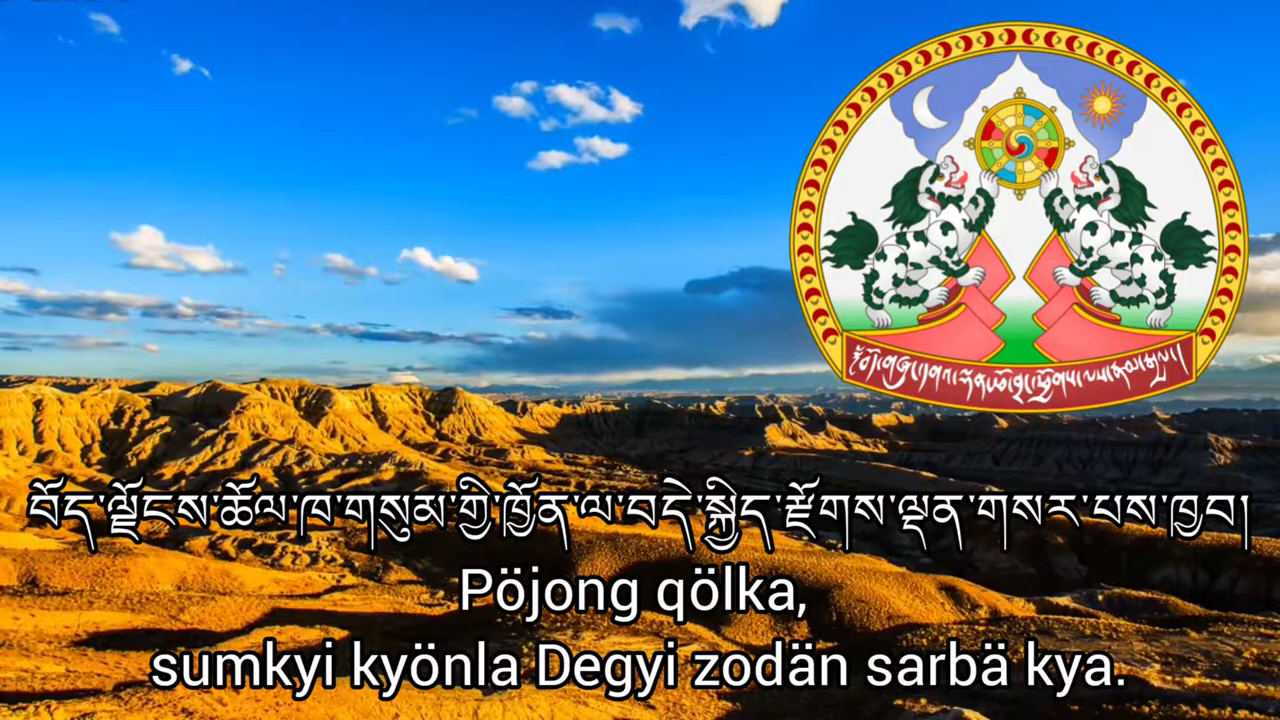 བོད་ལྗོངས་ཆོལ་ཁ་གསུམ་གྱི་ཁྱོན་ལ་བདེ་སྐྱིད་རྫོགས་ལྡན་གསར་པས་ཁྱབ།
Pöjong qölka,
sumkyi kyönla Degyi zodän sarbä kya.